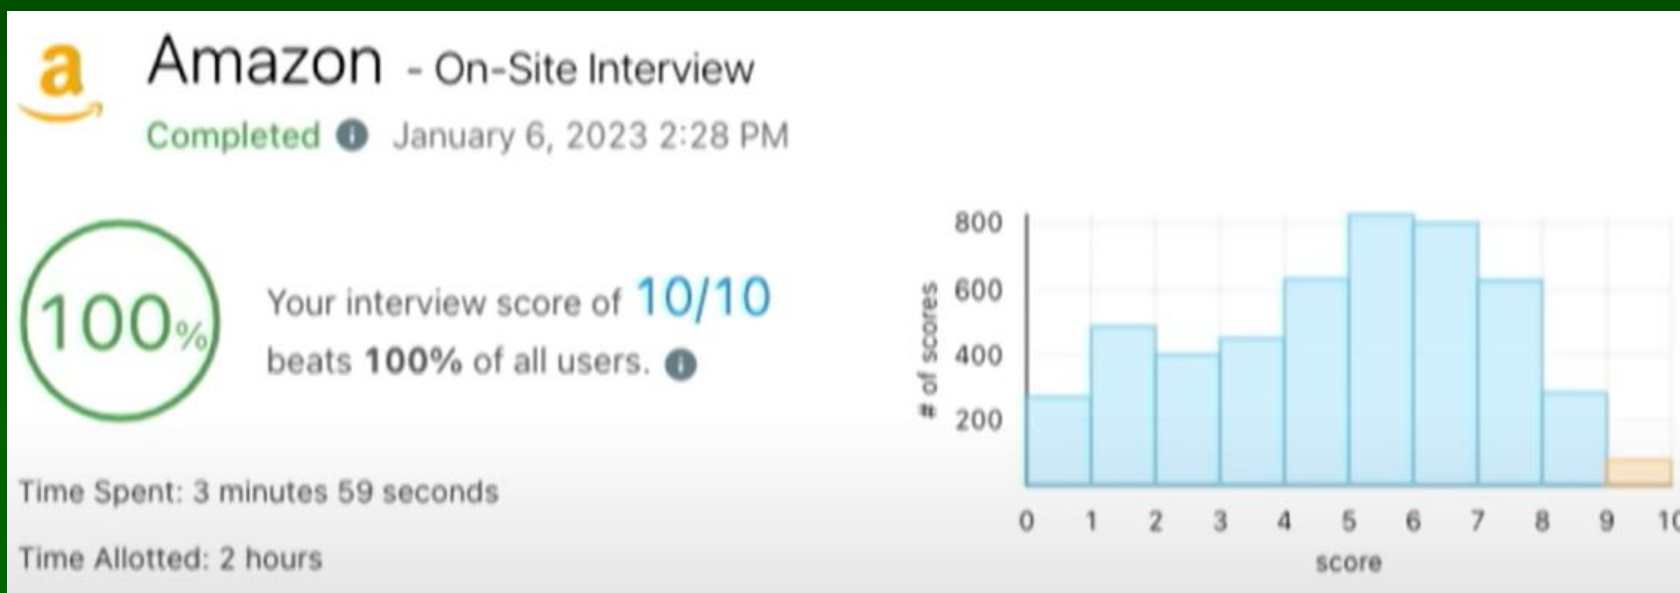 a
Amazon - On-Site Interview
Completed i January 6, 2023 2:28 PM
100%
Your interview score of 10/10
beats 100% of all users. i
Time Spent: 3 minutes 59 seconds
Time Allotted: 2 hours
# of scores
800
600
400
200
0 1 2 3 4 5 6 7 8 9 10
score